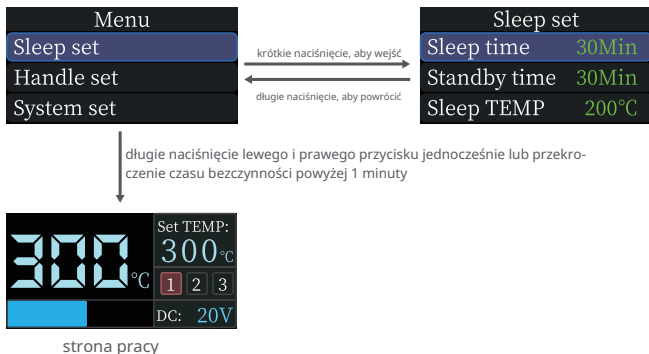 Menu
Sleep set
Handle set
System set
krótkie naciśnięcie, aby wejść
długie naciśnięcie, aby powrócić
Sleep set
Sleep time 30Min
Standby time 30Min
Sleep TEMP 200℃
długie naciśnięcie lewego i prawego przycisku jednocześnie lub przekro-
czenie czasu bezczynności powyżej 1 minuty
300℃
Set TEMP:
300℃
1 2 3
DC: 20V
strona pracy